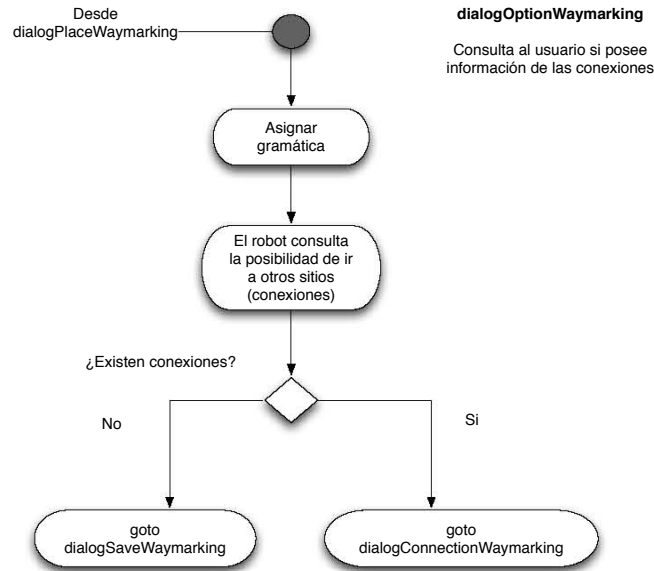 Desde
dialogPlaceWaymarking
dialogOptionWaymarking
Consulta al usuario si posee
información de las conexiones
Asignar
gramática
El robot consulta
la posibilidad de ir
a otros sitios
(conexiones)
¿Existen conexiones?
No
Si
goto
dialogSaveWaymarking
goto
dialogConnectionWaymarking